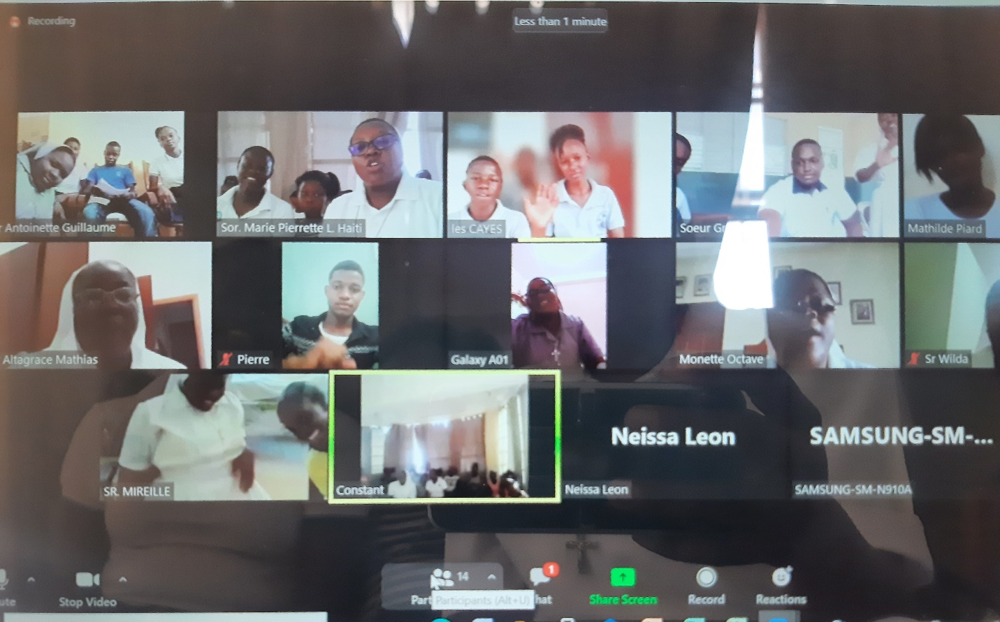 Recording
Less than 1 minute
r Antoinette Guillaume
Sor. Marie Pierrette L. Haiti
les CAYES
Soeur
Mathilde Piard
Altagrace Mathias
Pierre
Galaxy A01
Monette Octave
Sr Wilda
SR. MIREILLE
Constant
Neissa Leon
Neissa Leon
SAMSUNG-SM-...
SAMSUNG-SM-N910A
ute
Stop Video
14
Part
Participants (Alt+U)
1
hat
Share Screen
Record
Reactions